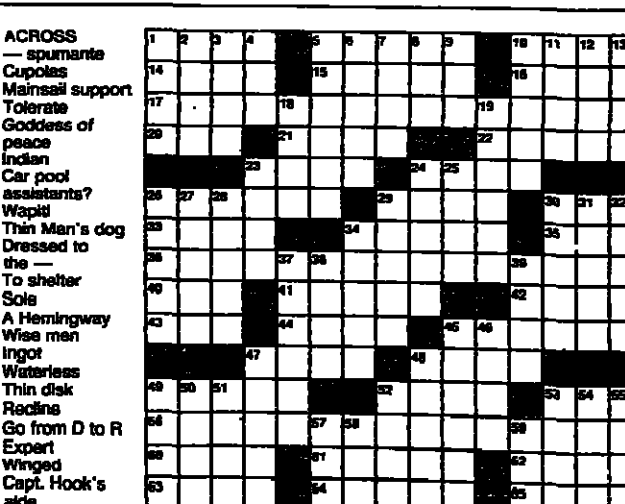 ACROSS
— spumante
Cupolas
Mainsail support
Tolerate
Goddess of
peace
Indian
Car pool
assistants?
Wapiti
Thin Man's dog
Dressed to
the —
To shelter
Sole
A Hemingway
Wise men
Ingot
Waterless
Thin disk
Recline
Go from D to R
Expert
Winged
Capt. Hook's
1 2 3 4 5 6 7 8 9 10 11 12 13
14 15 16
17 18 19
20 21 22
23 24 25
26 27 28 29 30 31 32
33 34 35
36 37 38 39
40 41 42
43 44 45 46
47 48
49 50 51 52 53 54 55
56 57 58 59
60 61 62
63 64 65